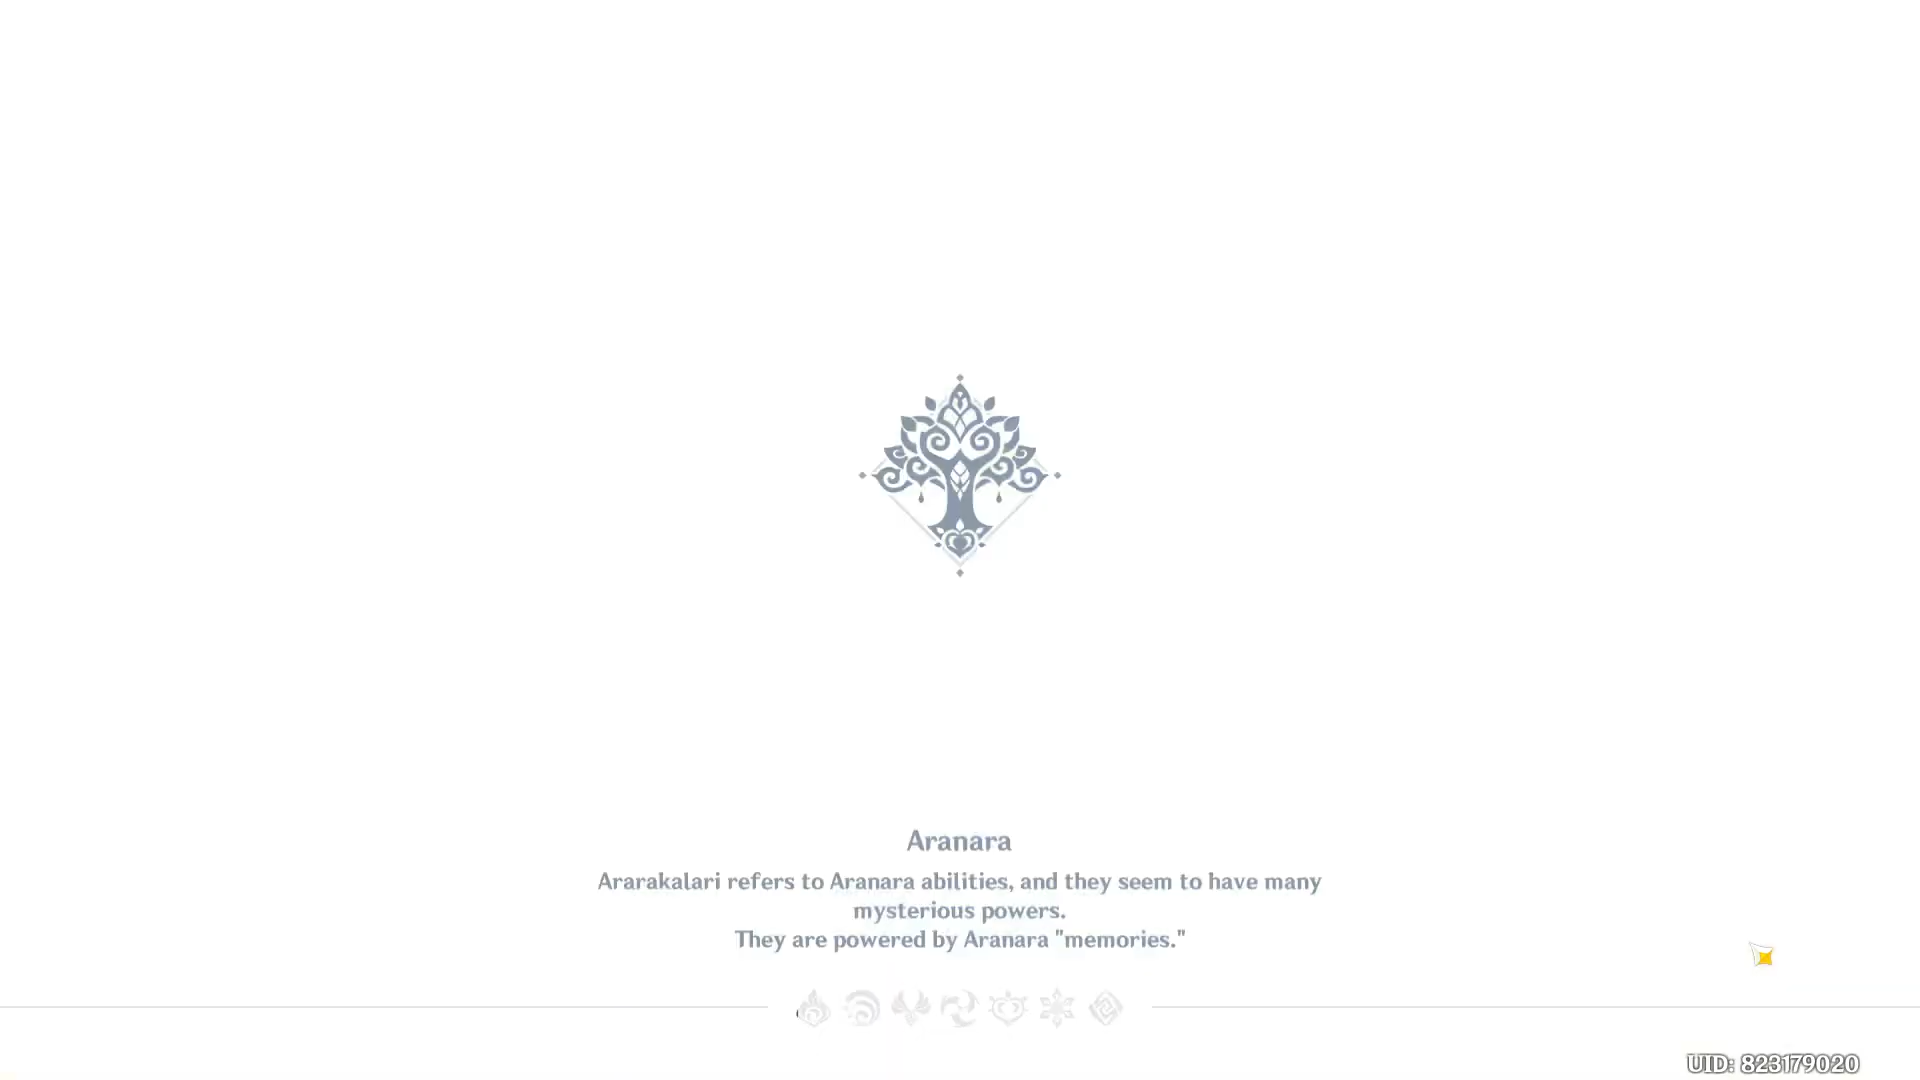 Aranara
Ararakalari refers to Aranara abilities, and they seem to have many
mysterious powers.
They are powered by Aranara "memories."
UID: 823179020